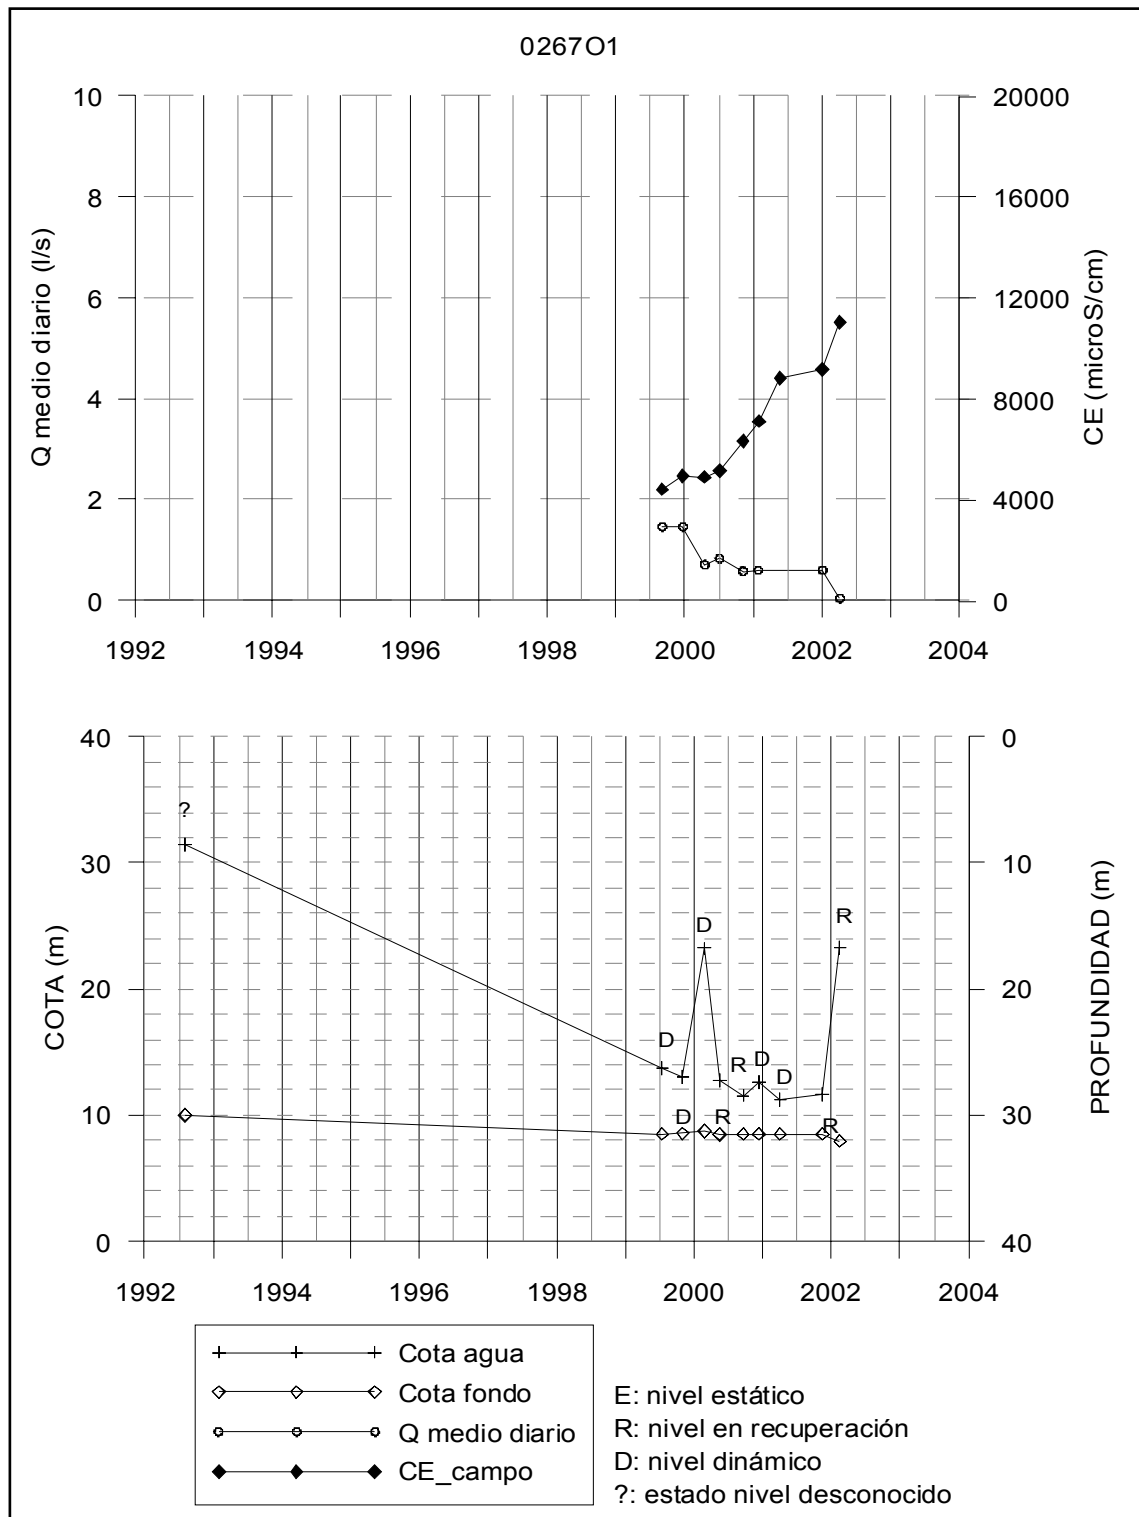 0267O1
10 20000
8 16000
6 12000
4 8000
2 4000
0 0
Q medio diario (l/s)
CE (microS/cm)
1992 1994 1996 1998 2000 2002 2004
40 0
30 10
20 20
10 30
0 40
COTA (m)
PROFUNDIDAD (m)
?
D
D
D
R
R
D
D
R
R
1992 1994 1996 1998 2000 2002 2004
Cota agua
Cota fondo
Q medio diario
CE_campo
E: nivel estático
R: nivel en recuperación
D: nivel dinámico
?: estado nivel desconocido